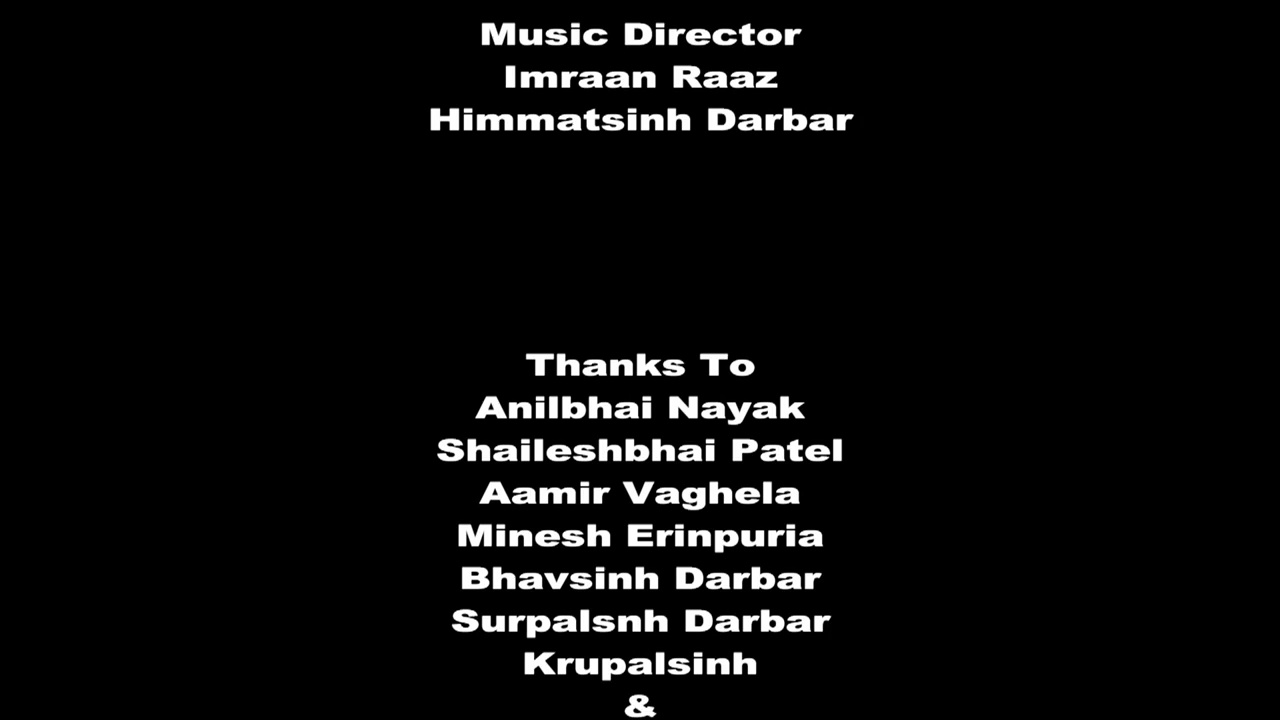 Music Director
Imraan Raaz
Himmatsinh Darbar
Thanks To
Anilbhai Nayak
Shaileshbhai Patel
Aamir Vaghela
Minesh Erinpuria
Bhavsinh Darbar
Surpalsnh Darbar
Krupalsinh
&